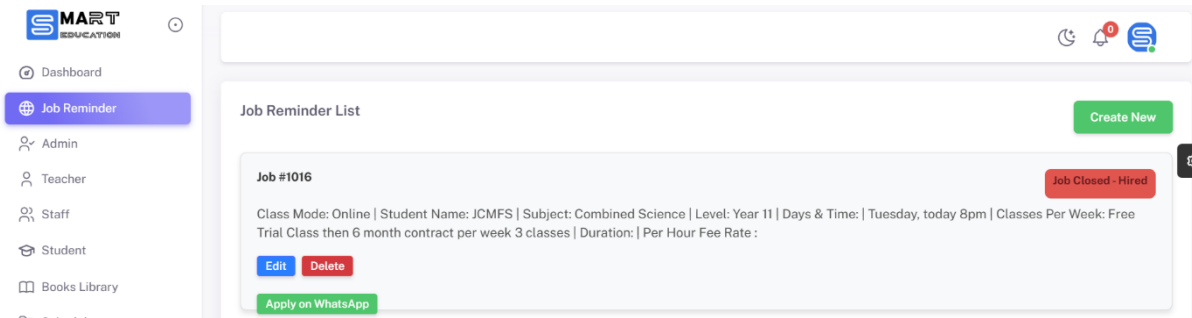 SMART
EDUCATION
Dashboard
Job Reminder
Admin
Teacher
Staff
Student
Books Library
0
Job Reminder List
Create New
Job #1016
Job Closed - Hired
Class Mode: Online | Student Name: JCMFS | Subject: Combined Science | Level: Year 11 | Days & Time: | Tuesday, today 8pm | Classes Per Week: Free
Trial Class then 6 month contract per week 3 classes | Duration: | Per Hour Fee Rate :
Edit
Delete
Apply on WhatsApp